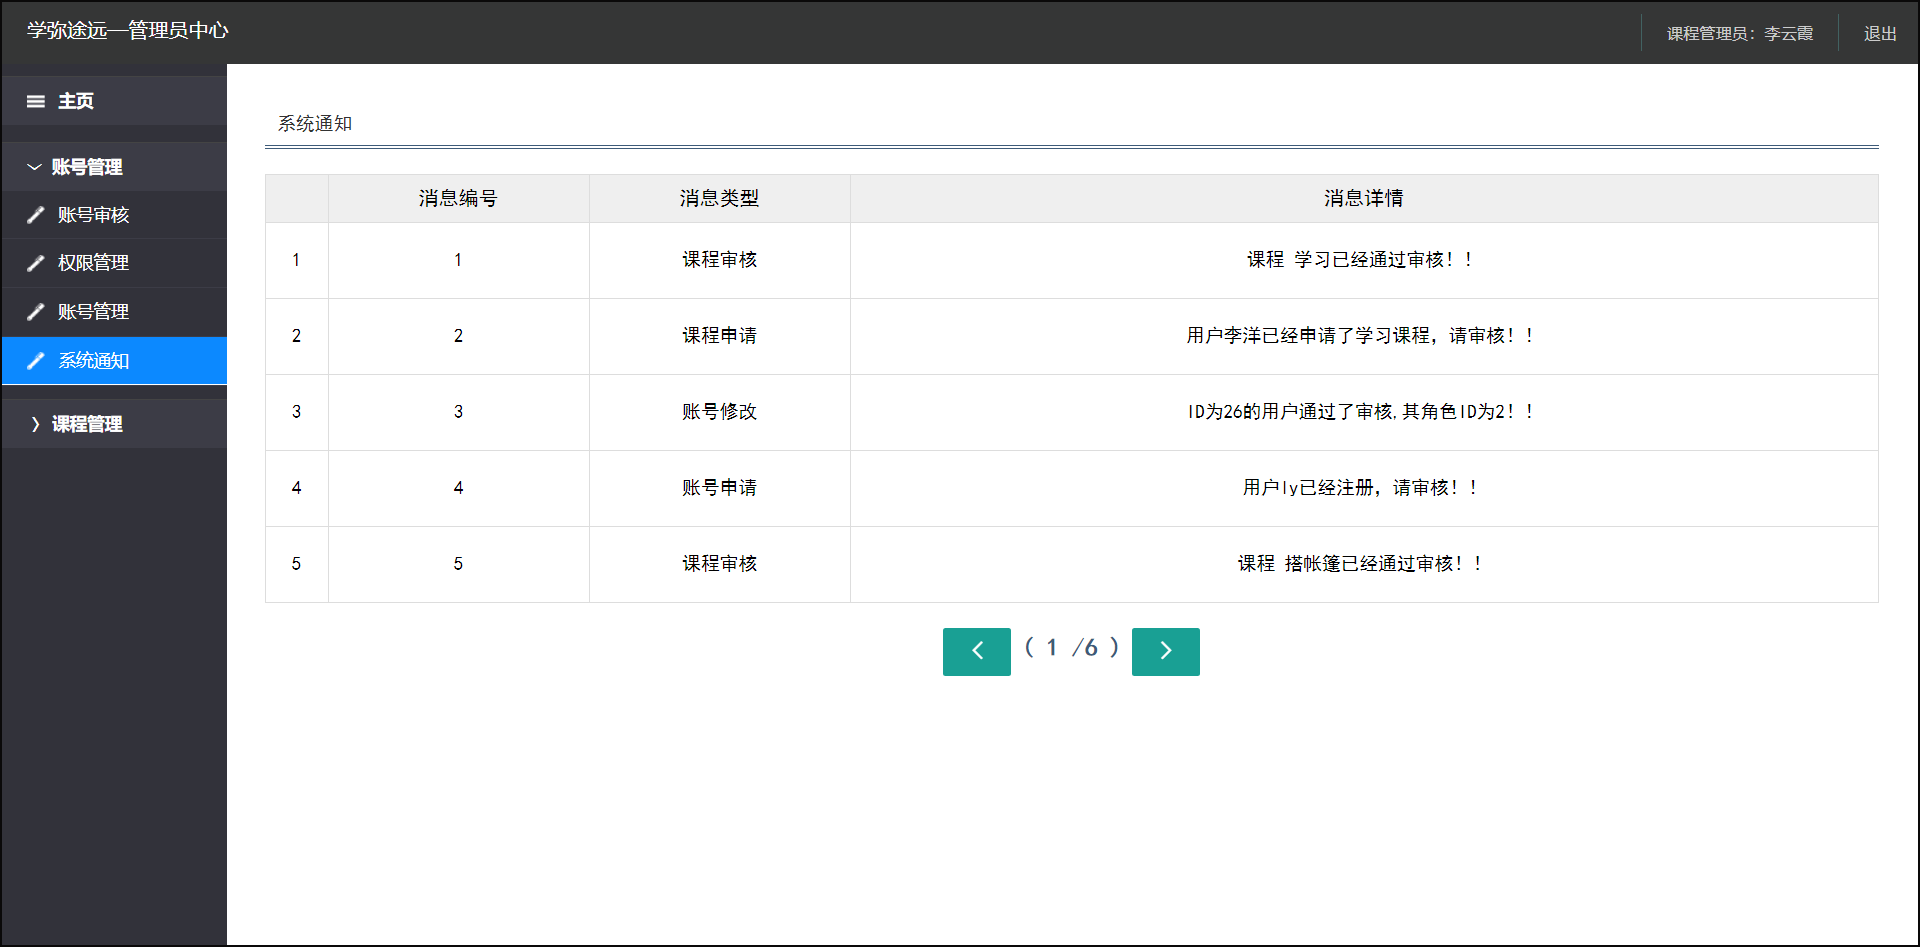 学弥途远—管理员中心
课程管理员：李云霞
退出
主页
账号管理
账号审核
权限管理
账号管理
系统通知
课程管理
系统通知
消息编号 消息类型 消息详情
1 1 课程审核 课程 学习已经通过审核！！
2 2 课程申请 用户李洋已经申请了学习课程，请审核！！
3 3 账号修改 ID为26的用户通过了审核,其角色ID为2！！
4 4 账号申请 用户ly已经注册，请审核！！
5 5 课程审核 课程 搭帐篷已经通过审核！！
( 1 /6 )